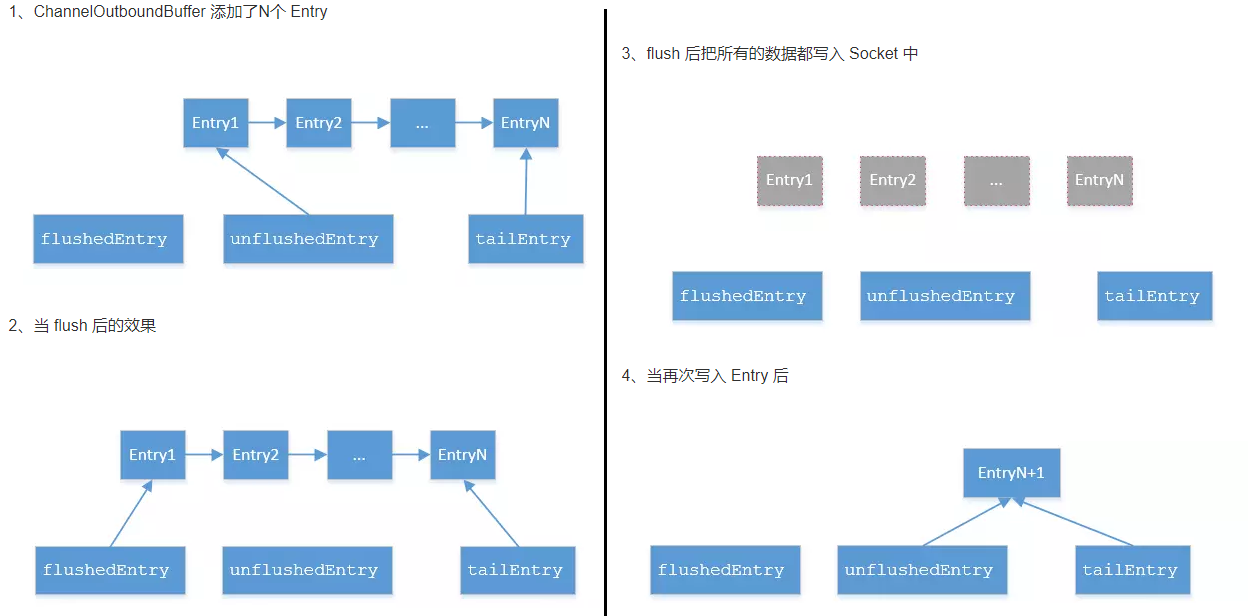 1、ChannelOutboundBuffer 添加了N个 Entry
Entry1 Entry2 ... EntryN
flushedEntry unflushedEntry tailEntry
2、当 flush 后的效果
Entry1 Entry2 ... EntryN
flushedEntry unflushedEntry tailEntry
3、flush 后把所有的数据都写入 Socket 中
Entry1 Entry2 ... EntryN
flushedEntry unflushedEntry tailEntry
4、当再次写入 Entry 后
EntryN+1
flushedEntry unflushedEntry tailEntry